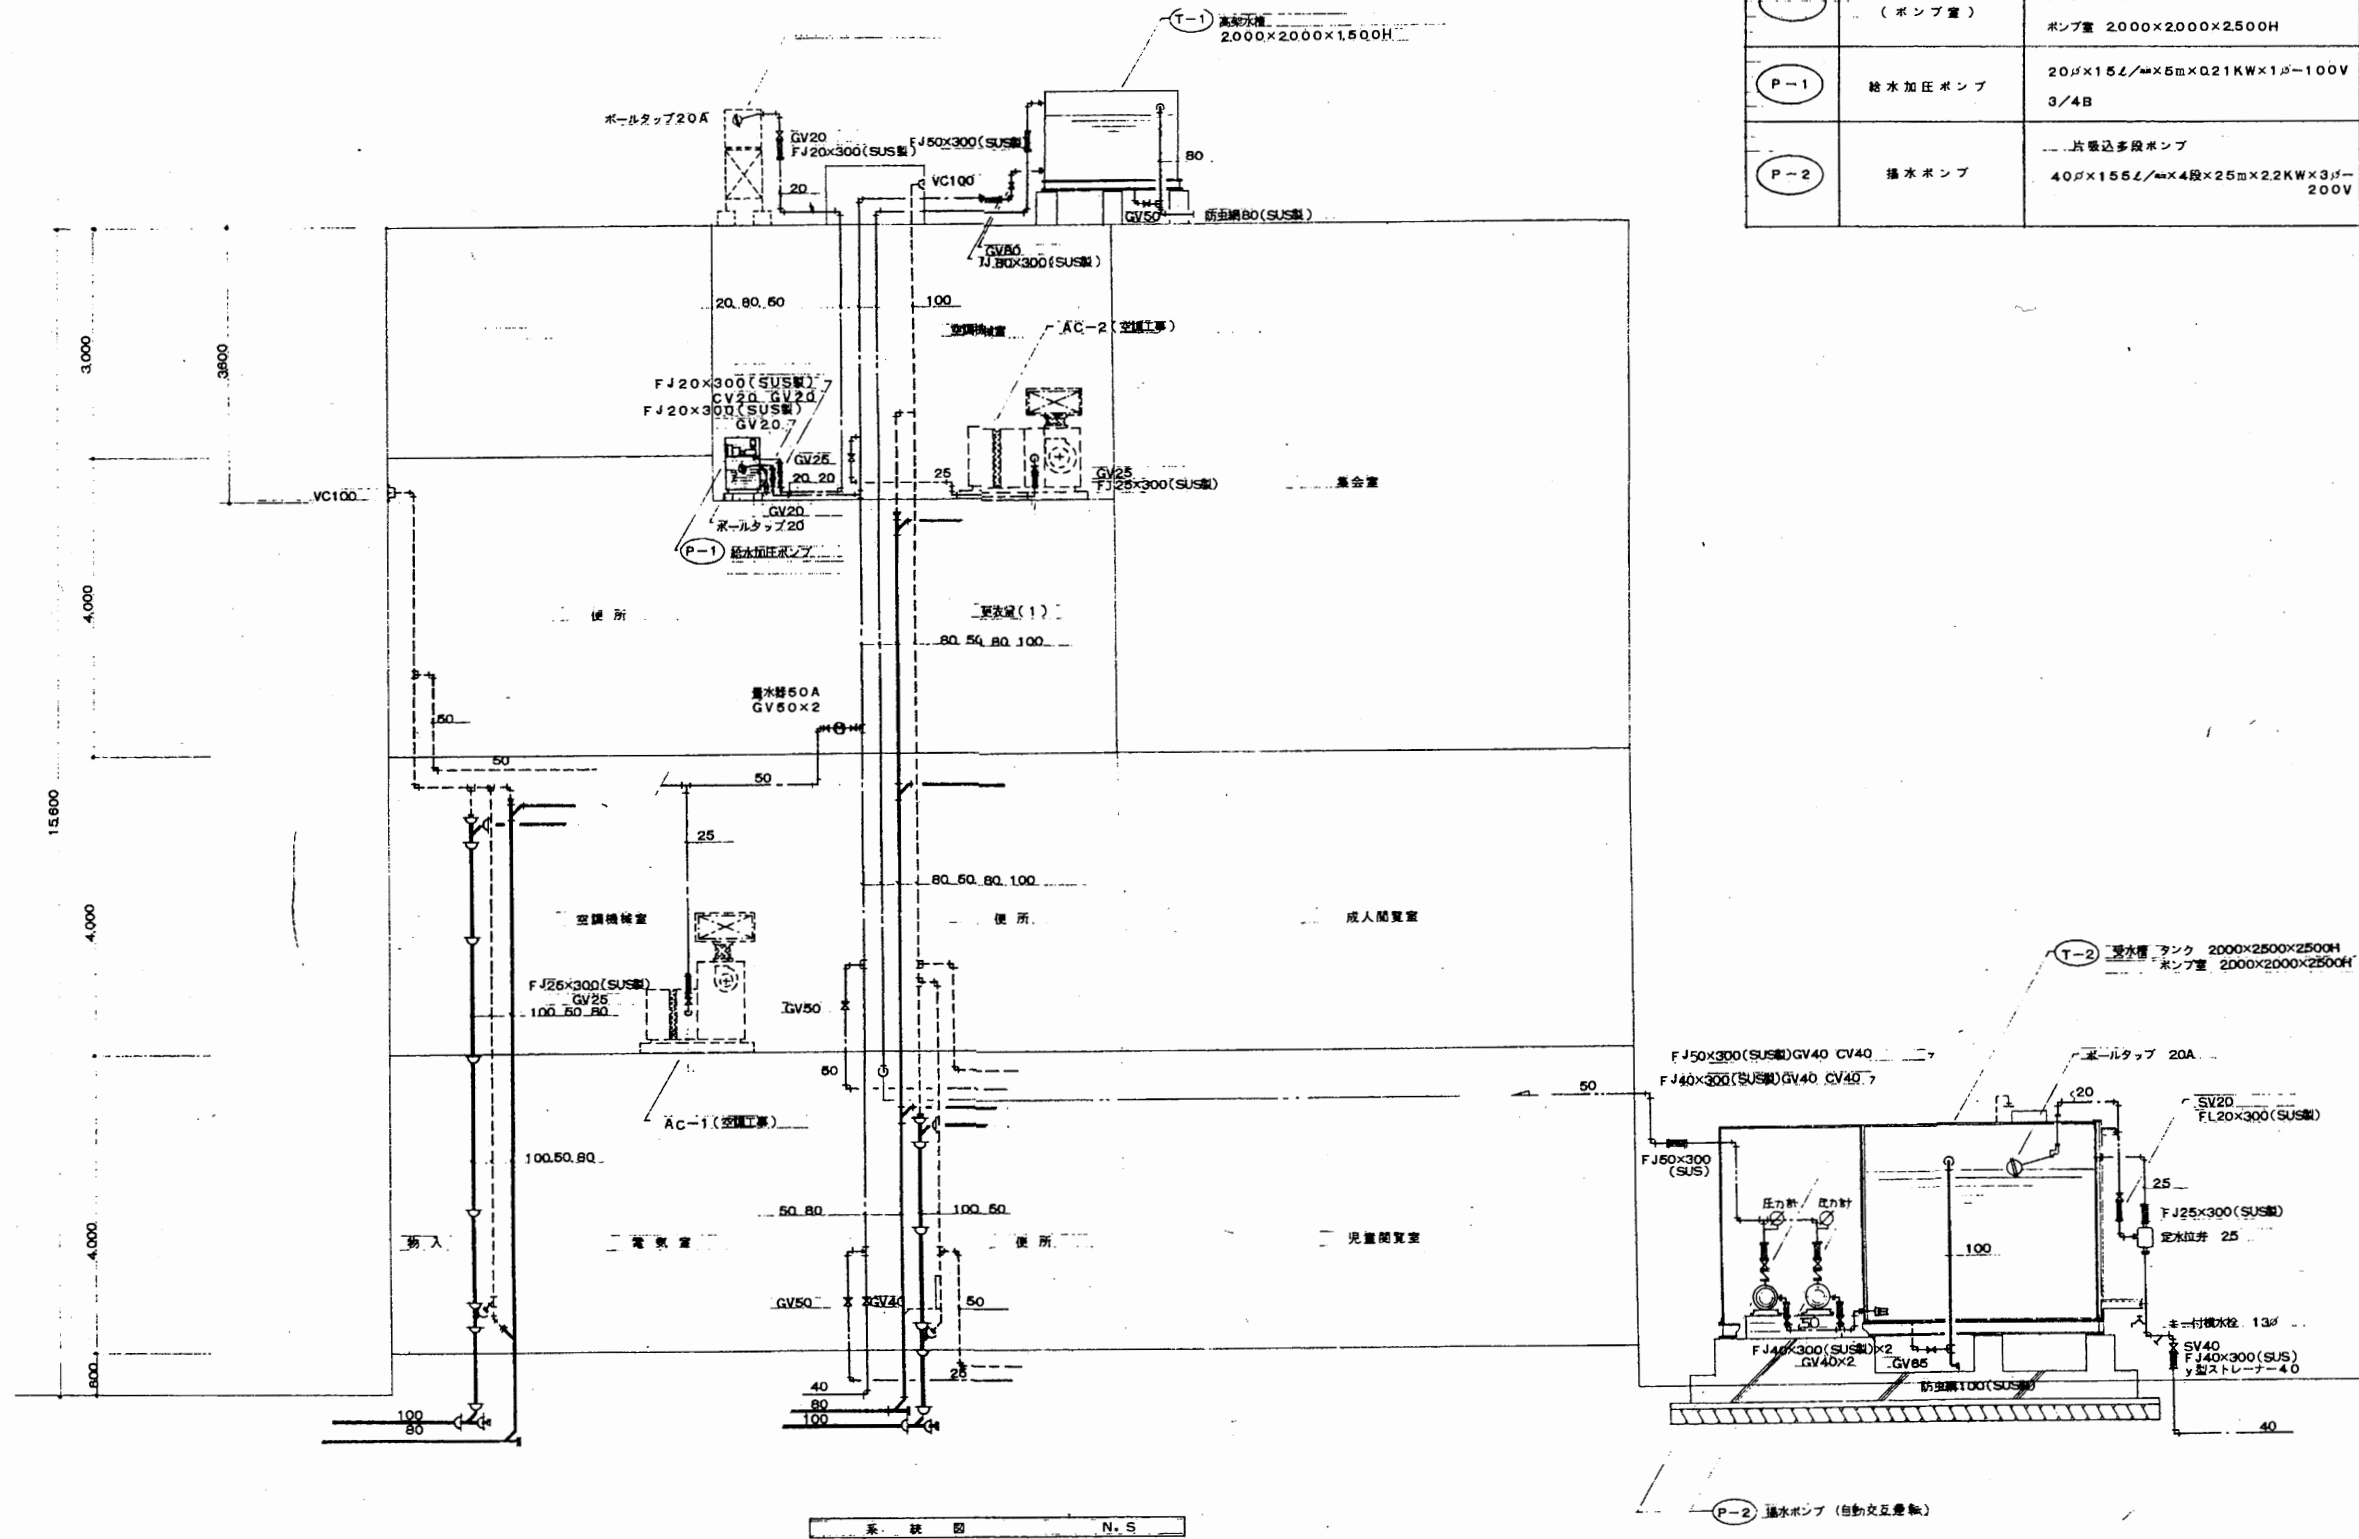 T-1 高架水槽
2,000×2,000×1,500H
(ポンプ室)
ポンプ室 2,000×2,000×2,500H
P-1 給水加圧ポンプ
3/4B
P-2 揚水ポンプ
片吸込多段ポンプ
200V
ボールタップ20A
GV20
FJ20×300(SUS製)
FJ50×300(SUS製)
80
20
VC100
GV50
防虫網80(SUS製)
GV80
FJ80×300(SUS製)
20 80 50
100
空調機械室
AC-2(空調工事)
3,000
3,600
FJ20×300(SUS製)
CV20 GV20
FJ20×300(SUS製)
GV20
GV25
20 20
25
GV25
FJ25×300(SUS製)
集会室
VC100
GV20
ボールタップ20
P-1 給水加圧ポンプ
4,000
便所
更衣室(1)
80 50 80 100
量水器50A
GV50×2
50
50
50
15,600
25
80 50 80 100
4,000
空調機械室
便所
成人閲覧室
T-2 受水槽 タンク 2000×2500×2500H
ポンプ室 2000×2000×2500H
FJ25×300(SUS製)
GV25
100 50 80
GV50
FJ50×300(SUS製)GV40 CV40
ボールタップ 20A
50
FJ40×300(SUS製)GV40 CV40
50
20
SV20
FL20×300(SUS製)
AC-1(空調工事)
100 50 80
FJ50×300
(SUS)
25
圧力計 圧力計
50 80
100 50
FJ25×300(SUS製)
4,000
物入
電気室
便所
児童閲覧室
100
定水位弁 25
GV50
GV40
50
50
キー付横水栓 13φ
FJ40×300(SUS製)×2
GV40×2
GV65
SV40
FJ40×300(SUS)
y型ストレーナー40
600
25
防虫網100(SUS製)
40
80
100
100
80
40
P-2 揚水ポンプ (自動交互運転)
系統図 N.S